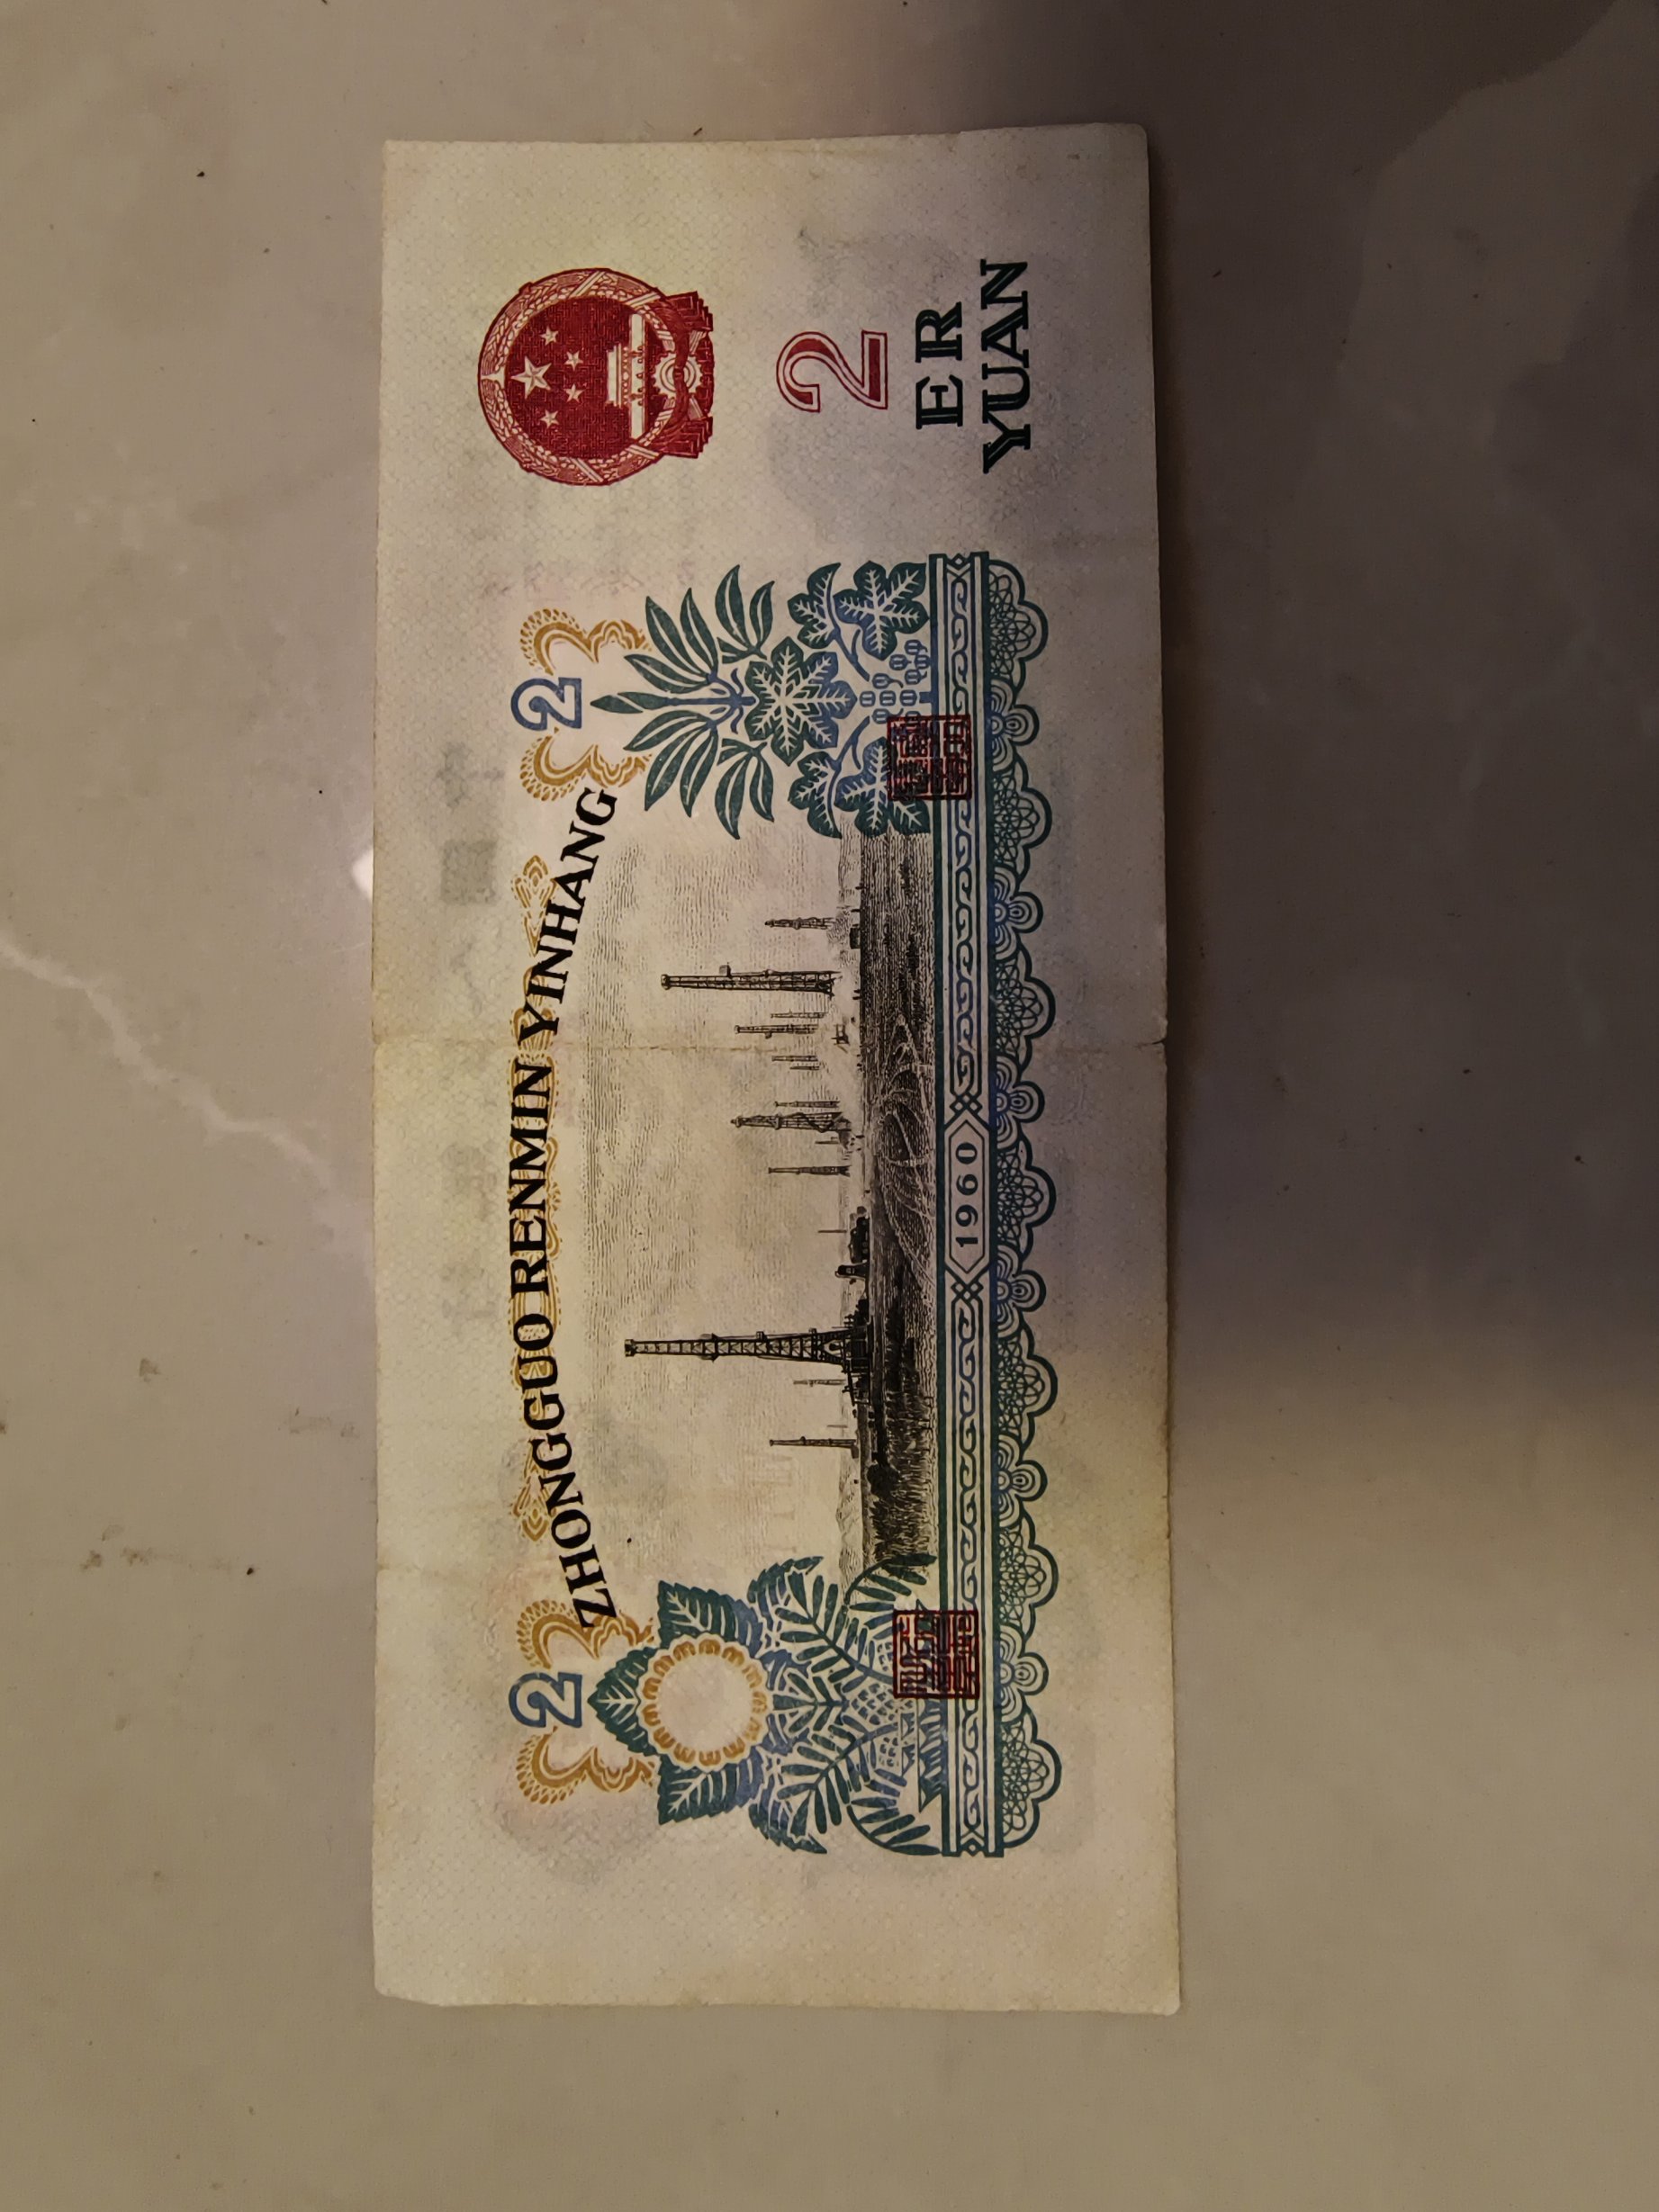 ZHONGGUO RENMIN YINHANG
2
2
2
ER
YUAN
1960